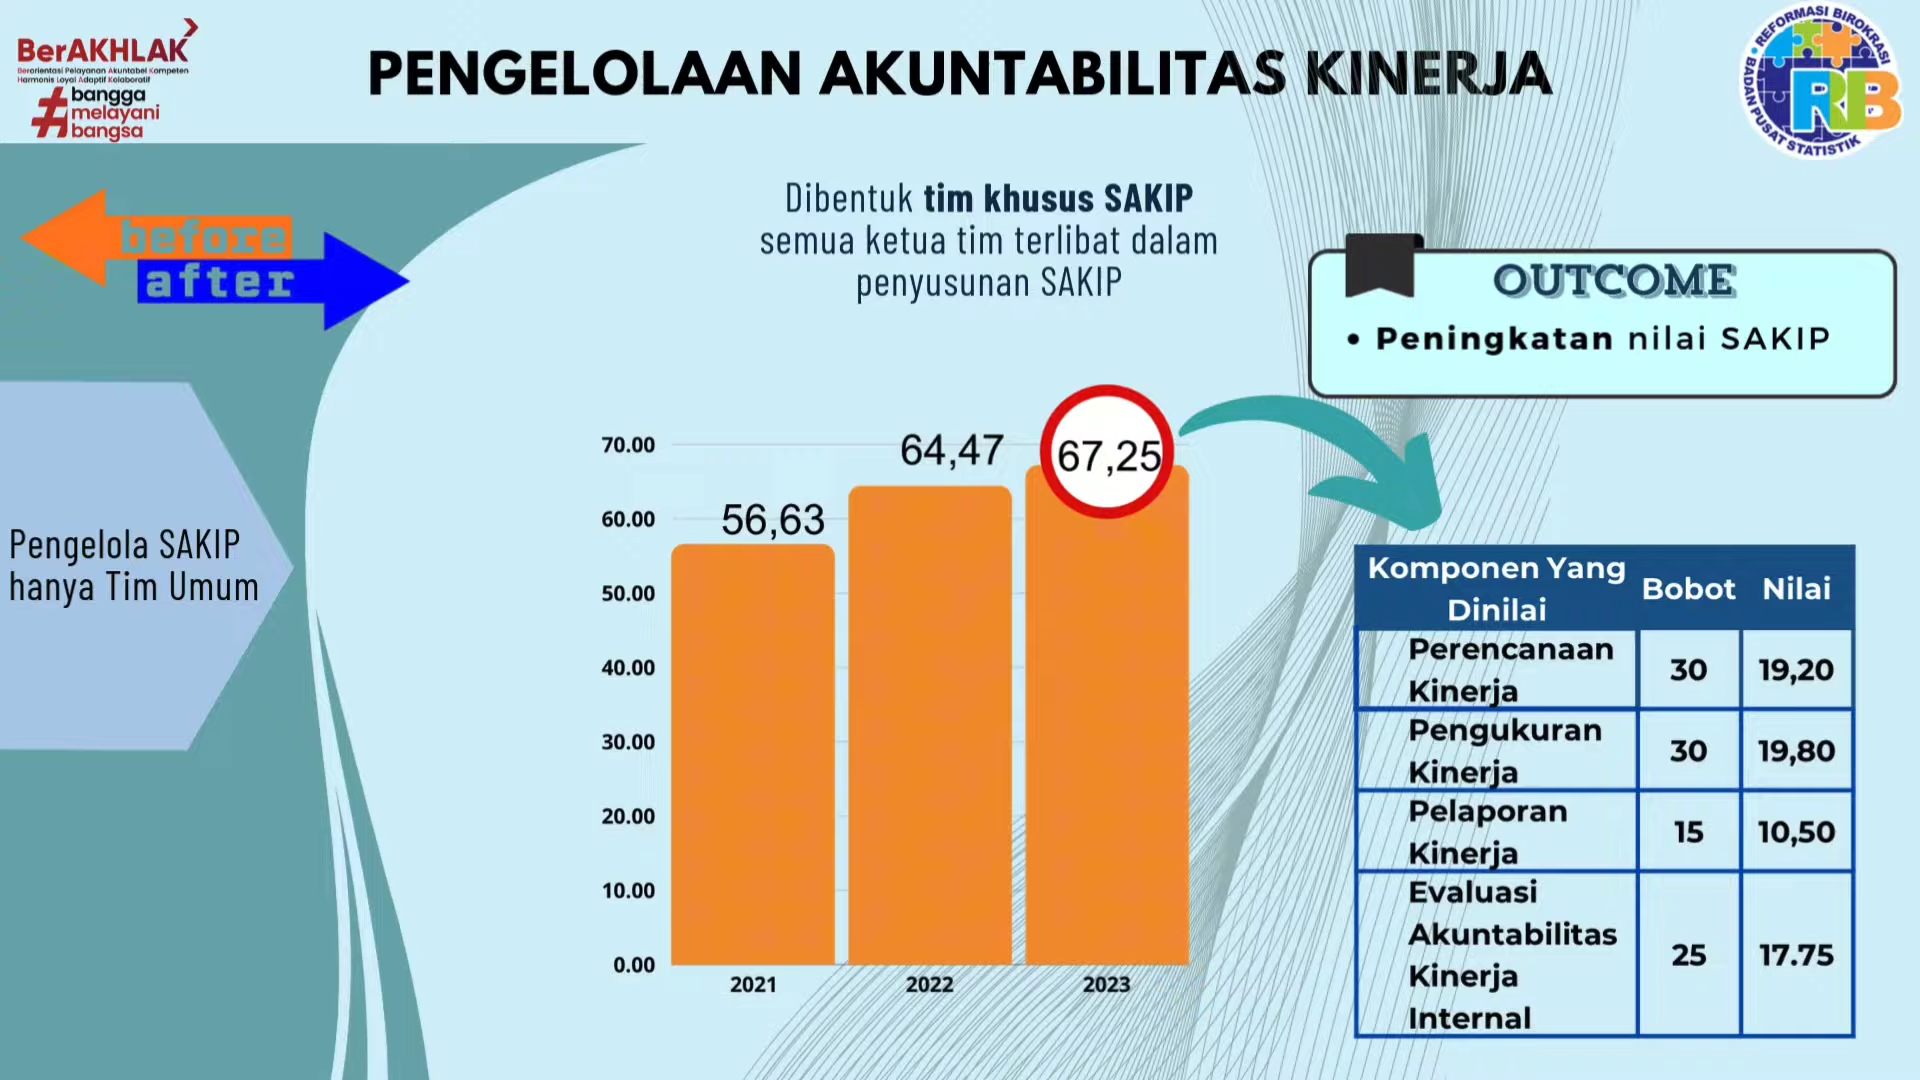 BerAKHLAK
Berorientasi Pelayanan Akuntabel Kompeten
Harmonis Loyal Adaptif Kolaboratif
#bangga
melayani
bangsa
PENGELOLAAN AKUNTABILITAS KINERJA
REFORMASI BIROKRASI
RB
BADAN PUSAT STATISTIK
before
after
Dibentuk tim khusus SAKIP
semua ketua tim terlibat dalam
penyusunan SAKIP
OUTCOME
• Peningkatan nilai SAKIP
Pengelola SAKIP
hanya Tim Umum
70.00
60.00
50.00
40.00
30.00
20.00
10.00
0.00
56,63
64,47
67,25
2021
2022
2023
Komponen Yang
Dinilai
Bobot
Nilai
Perencanaan
Kinerja
30
19,20
Pengukuran
Kinerja
30
19,80
Pelaporan
Kinerja
15
10,50
Evaluasi
Akuntabilitas
Kinerja
Internal
25
17.75